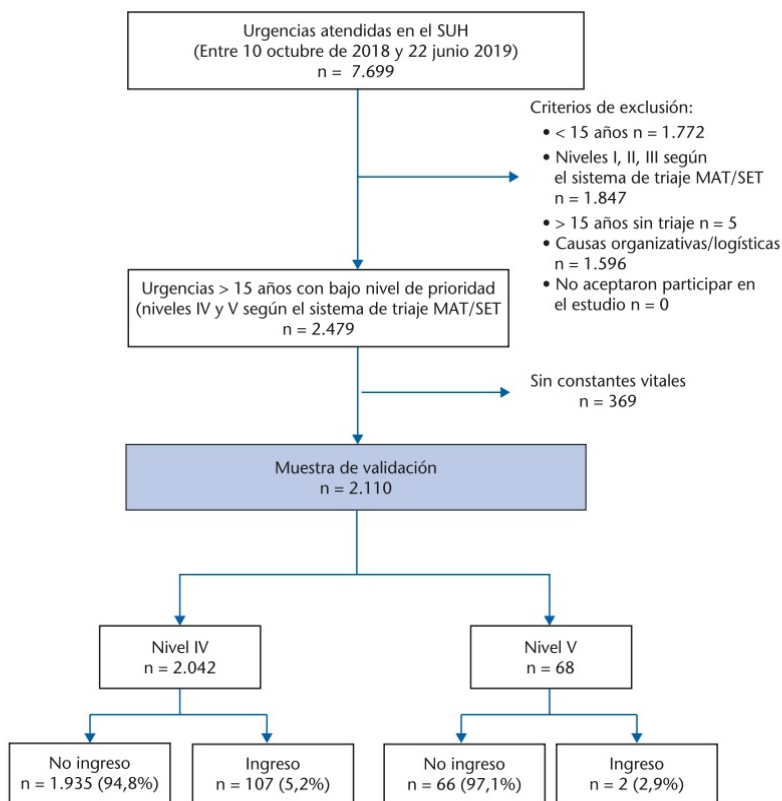 Urgencias atendidas en el SUH
(Entre 10 octubre de 2018 y 22 junio 2019)
n = 7.699
Criterios de exclusión:
• < 15 años n = 1.772
• Niveles I, II, III según
el sistema de triaje MAT/SET
n = 1.847
• > 15 años sin triaje n = 5
• Causas organizativas/logísticas
n = 1.596
• No aceptaron participar en
el estudio n = 0
Urgencias > 15 años con bajo nivel de prioridad
(niveles IV y V según el sistema de triaje MAT/SET
n = 2.479
Sin constantes vitales
n = 369
Muestra de validación
n = 2.110
Nivel IV
n = 2.042
Nivel V
n = 68
No ingreso
n = 1.935 (94,8%)
Ingreso
n = 107 (5,2%)
No ingreso
n = 66 (97,1%)
Ingreso
n = 2 (2,9%)